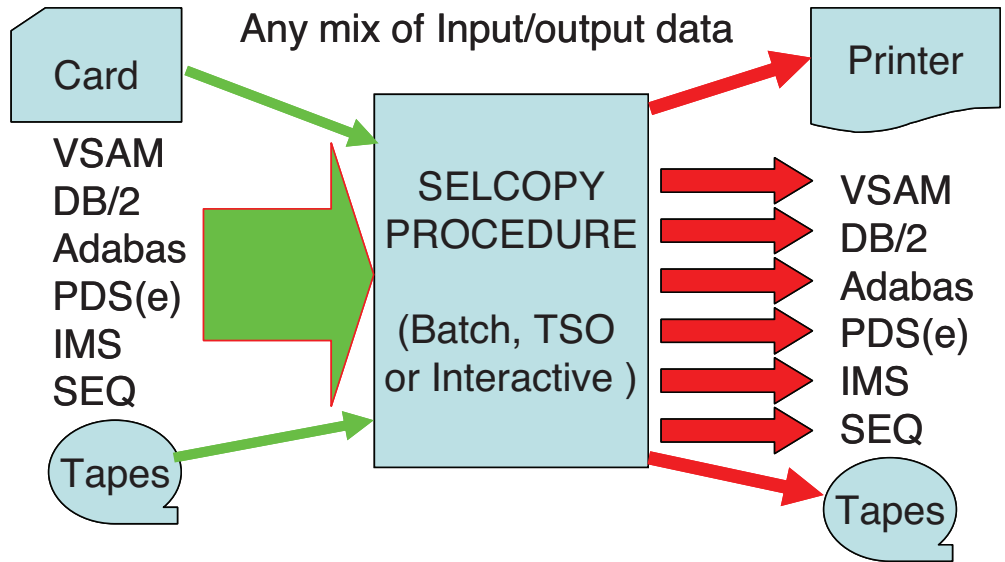 Any mix of Input/output data
Card
VSAM
DB/2
Adabas
PDS(e)
IMS
SEQ
Tapes
SELCOPY
PROCEDURE
(Batch, TSO
or Interactive )
Printer
VSAM
DB/2
Adabas
PDS(e)
IMS
SEQ
Tapes